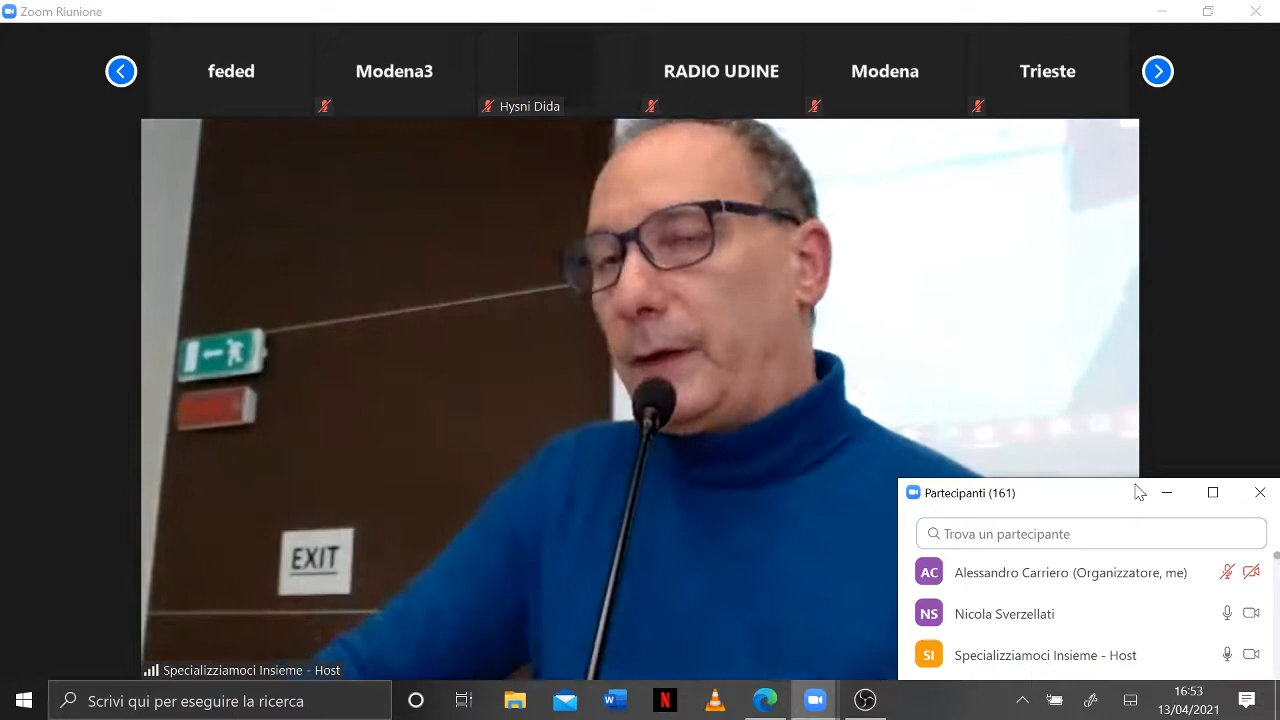 Zoom Riunione
feded
Modena3
RADIO UDINE
Modena
Trieste
Hysni Dida
EXIT
Partecipanti (161)
Trova un partecipante
AC
Alessandro Carriero (Organizzatore, me)
NS
Nicola Sverzellati
SI
Specializziamoci Insieme - Host
Specializziamoci Insieme - Host
Scrivi qui per eseguire la ricerca
W
N
16:53
13/04/2021